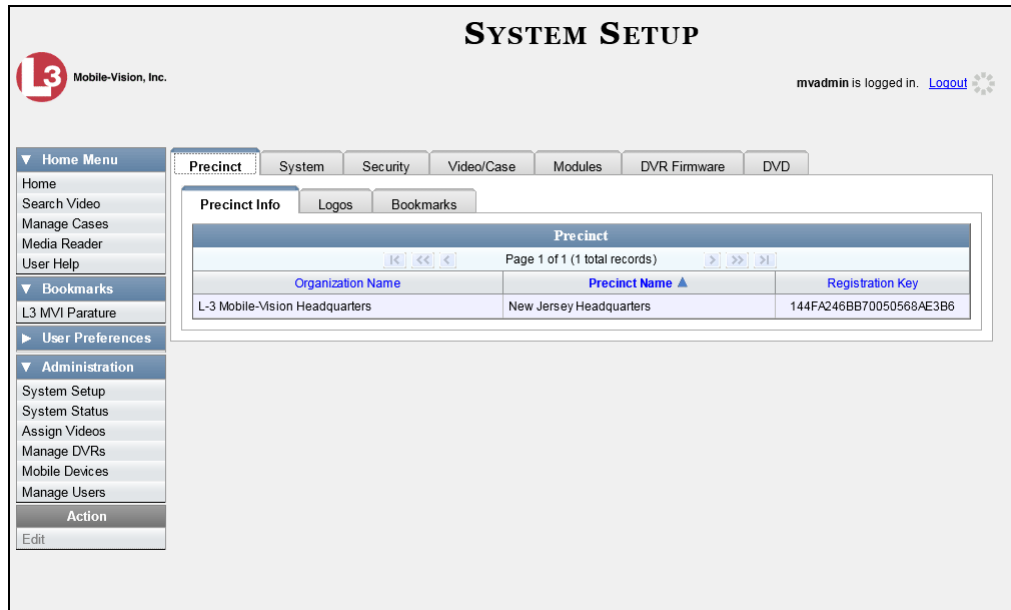 SYSTEM SETUP
L3 Mobile-Vision, Inc.
mvadmin is logged in. Logout
▼ Home Menu
Home
Search Video
Manage Cases
Media Reader
User Help
▼ Bookmarks
L3 MVI Parature
▶ User Preferences
▼ Administration
System Setup
System Status
Assign Videos
Manage DVRs
Mobile Devices
Manage Users
Action
Edit
Precinct System Security Video/Case Modules DVR Firmware DVD
Precinct Info Logos Bookmarks
Precinct
|< << < Page 1 of 1 (1 total records) > >> >|
Organization Name Precinct Name ▲ Registration Key
L-3 Mobile-Vision Headquarters New Jersey Headquarters 144FA246BB70050568AE3B6